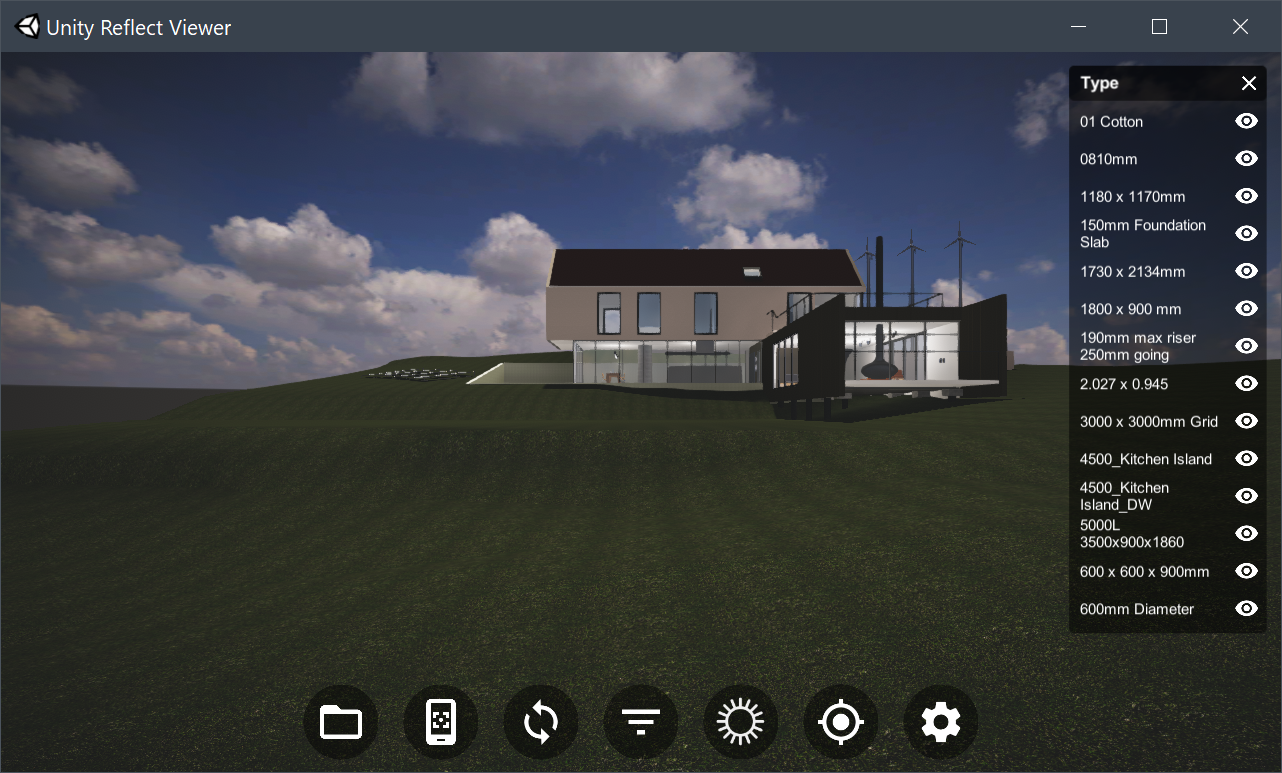 Unity Reflect Viewer
Type
01 Cotton
0810mm
1180 x 1170mm
150mm Foundation
Slab
1730 x 2134mm
1800 x 900 mm
190mm max riser
250mm going
2.027 x 0.945
3000 x 3000mm Grid
4500_Kitchen Island
4500_Kitchen
Island_DW
5000L
3500x900x1860
600 x 600 x 900mm
600mm Diameter